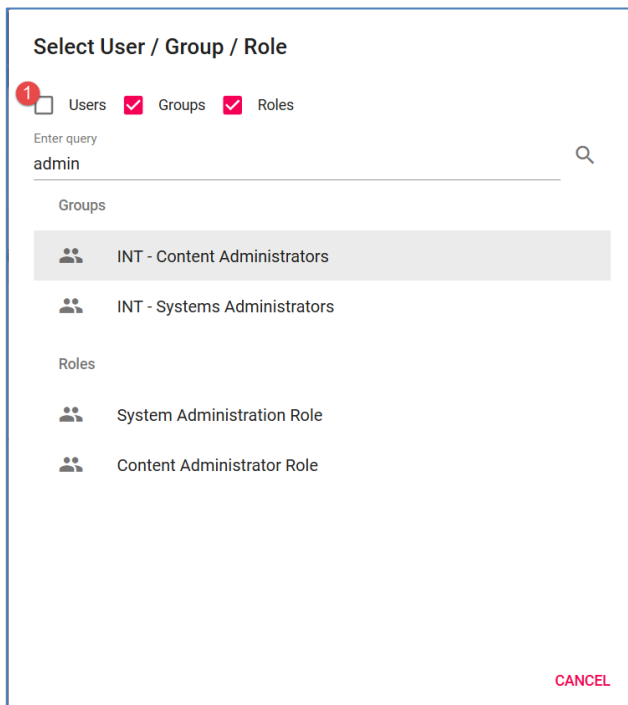 Select User / Group / Role
1
Users Groups Roles
Enter query
admin
Groups
INT - Content Administrators
INT - Systems Administrators
Roles
System Administration Role
Content Administrator Role
CANCEL